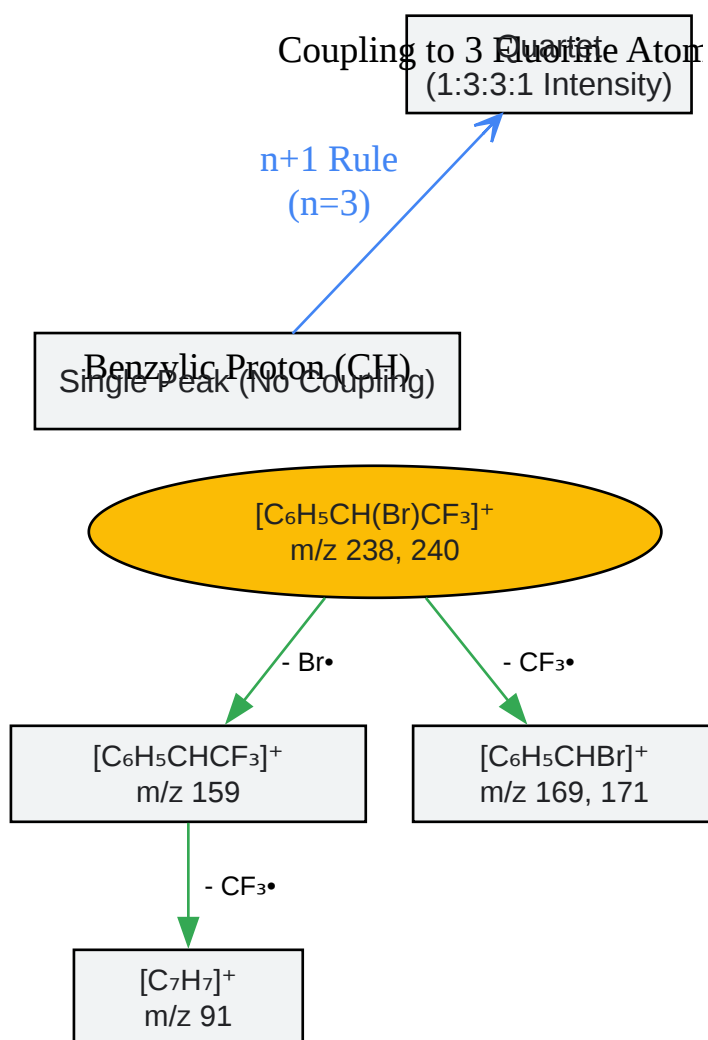 Coupling to 3 Fluorine Atom
Quartet
(1:3:3:1 Intensity)
n+1 Rule
(n=3)
Benzylic Proton (CH)
Single Peak (No Coupling)
[C₆H₅CH(Br)CF₃]⁺
m/z 238, 240
- Br•
- CF₃•
[C₆H₅CHCF₃]⁺
m/z 159
[C₆H₅CHBr]⁺
m/z 169, 171
- CF₃•
[C₇H₇]⁺
m/z 91